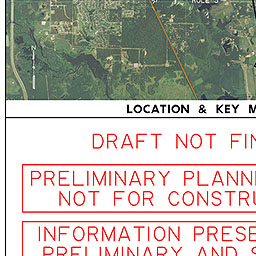 LOCATION & KEY M
DRAFT NOT FIN
PRELIMINARY PLANN
NOT FOR CONSTRU
INFORMATION PRESE
PRELIMINARY AND S